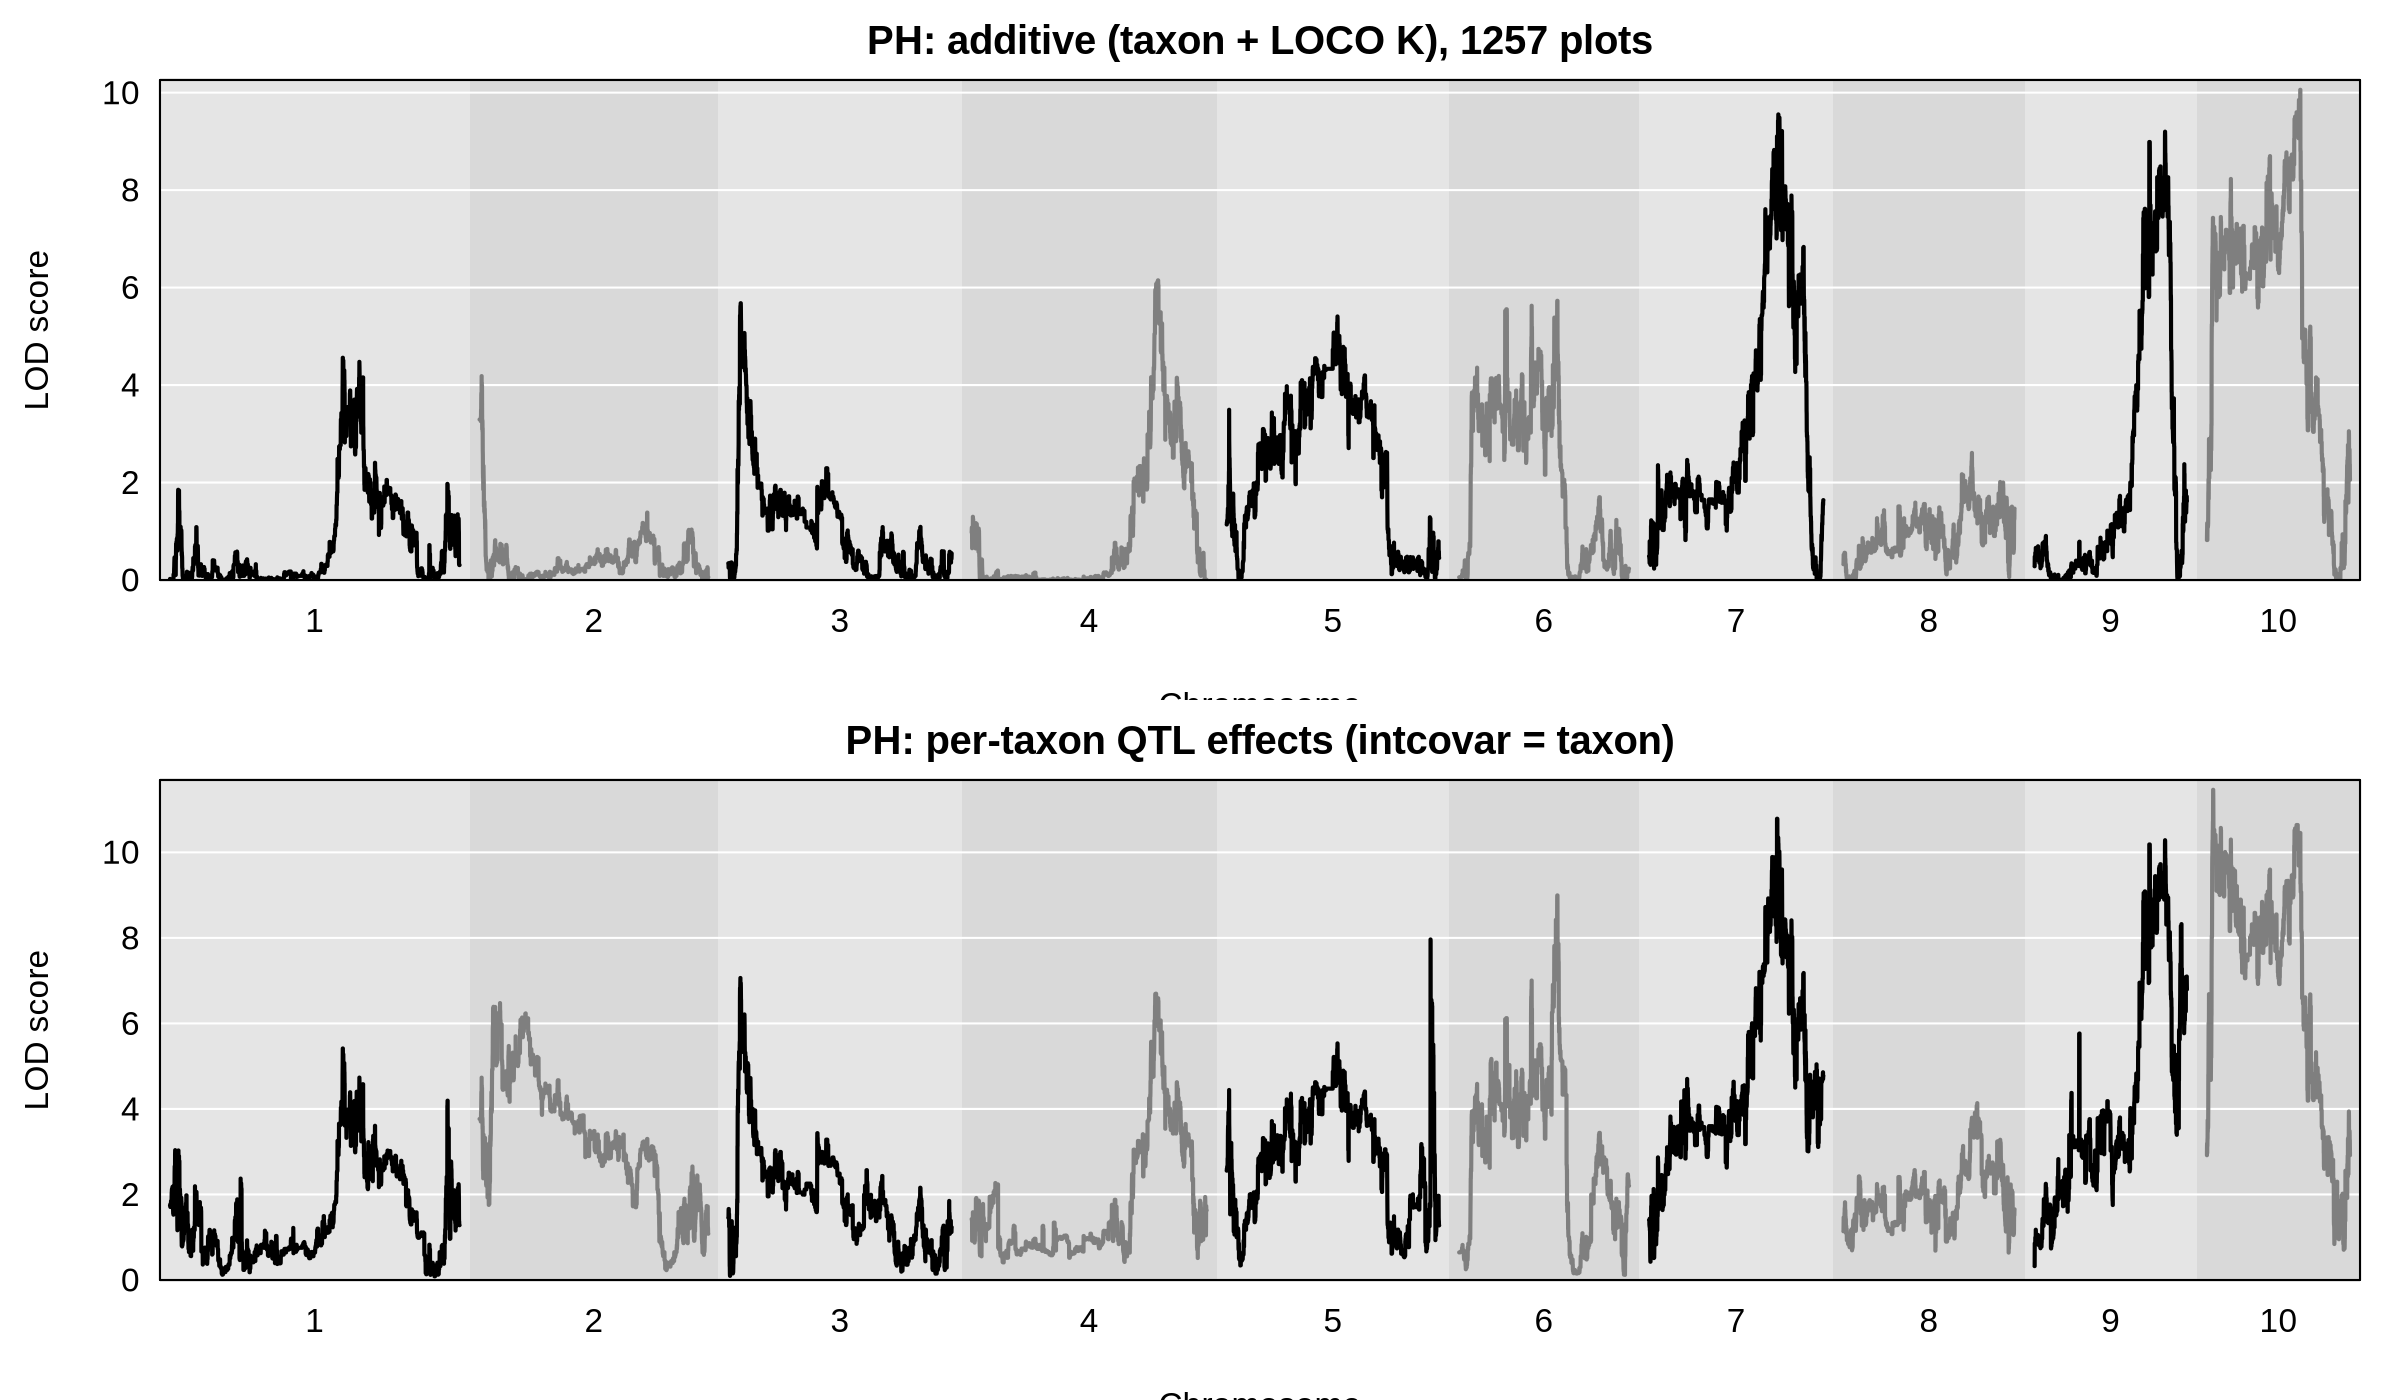 PH: additive (taxon + LOCO K), 1257 plots
10
8
6
4
2
0
LOD score
1 2 3 4 5 6 7 8 9 10
Chromosome
PH: per-taxon QTL effects (intcovar = taxon)
10
8
6
4
2
0
LOD score
1 2 3 4 5 6 7 8 9 10
Chromosome